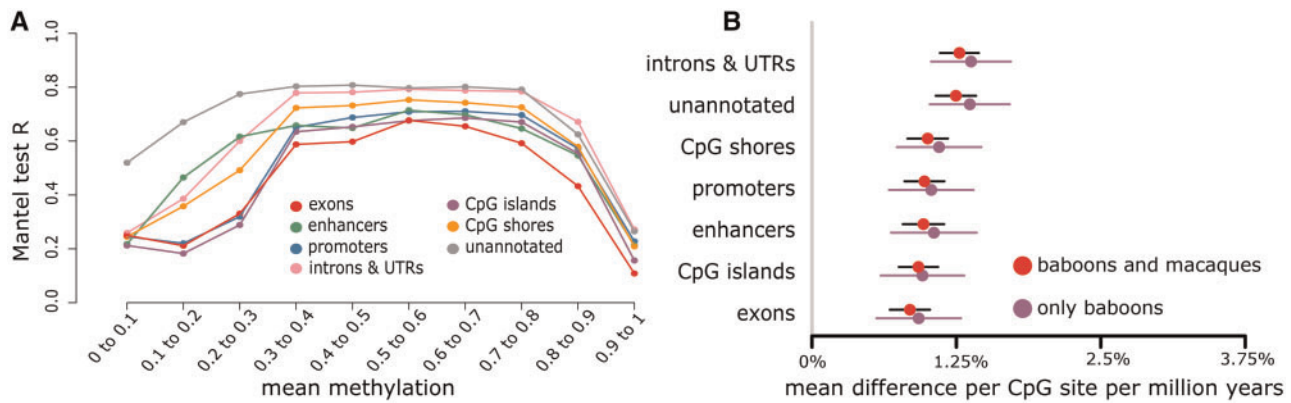 A
Mantel test R
1.0
0.8
0.6
0.4
0.2
0.0
exons
enhancers
promoters
introns & UTRs
CpG islands
CpG shores
unannotated
0 to 0.1
0.1 to 0.2
0.2 to 0.3
0.3 to 0.4
0.4 to 0.5
0.5 to 0.6
0.6 to 0.7
0.7 to 0.8
0.8 to 0.9
0.9 to 1
mean methylation
B
introns & UTRs
unannotated
CpG shores
promoters
enhancers
CpG islands
exons
baboons and macaques
only baboons
0%
1.25%
2.5%
3.75%
mean difference per CpG site per million years